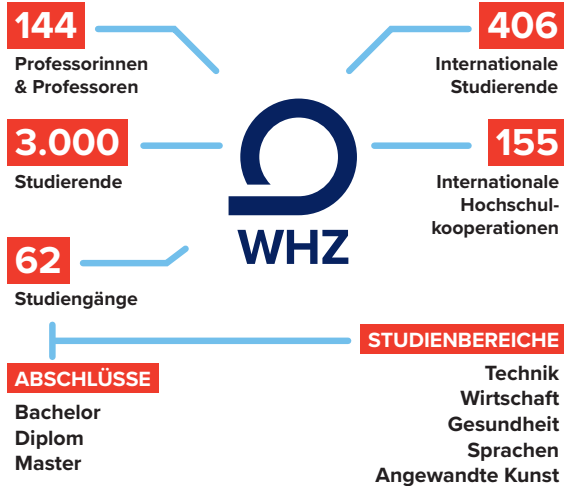 144
Professorinnen
& Professoren
406
Internationale
Studierende
3.000
Studierende
155
Internationale
Hochschul-
kooperationen
WHZ
62
Studiengänge
ABSCHLÜSSE
Bachelor
Diplom
Master
STUDIENBEREICHE
Technik
Wirtschaft
Gesundheit
Sprachen
Angewandte Kunst